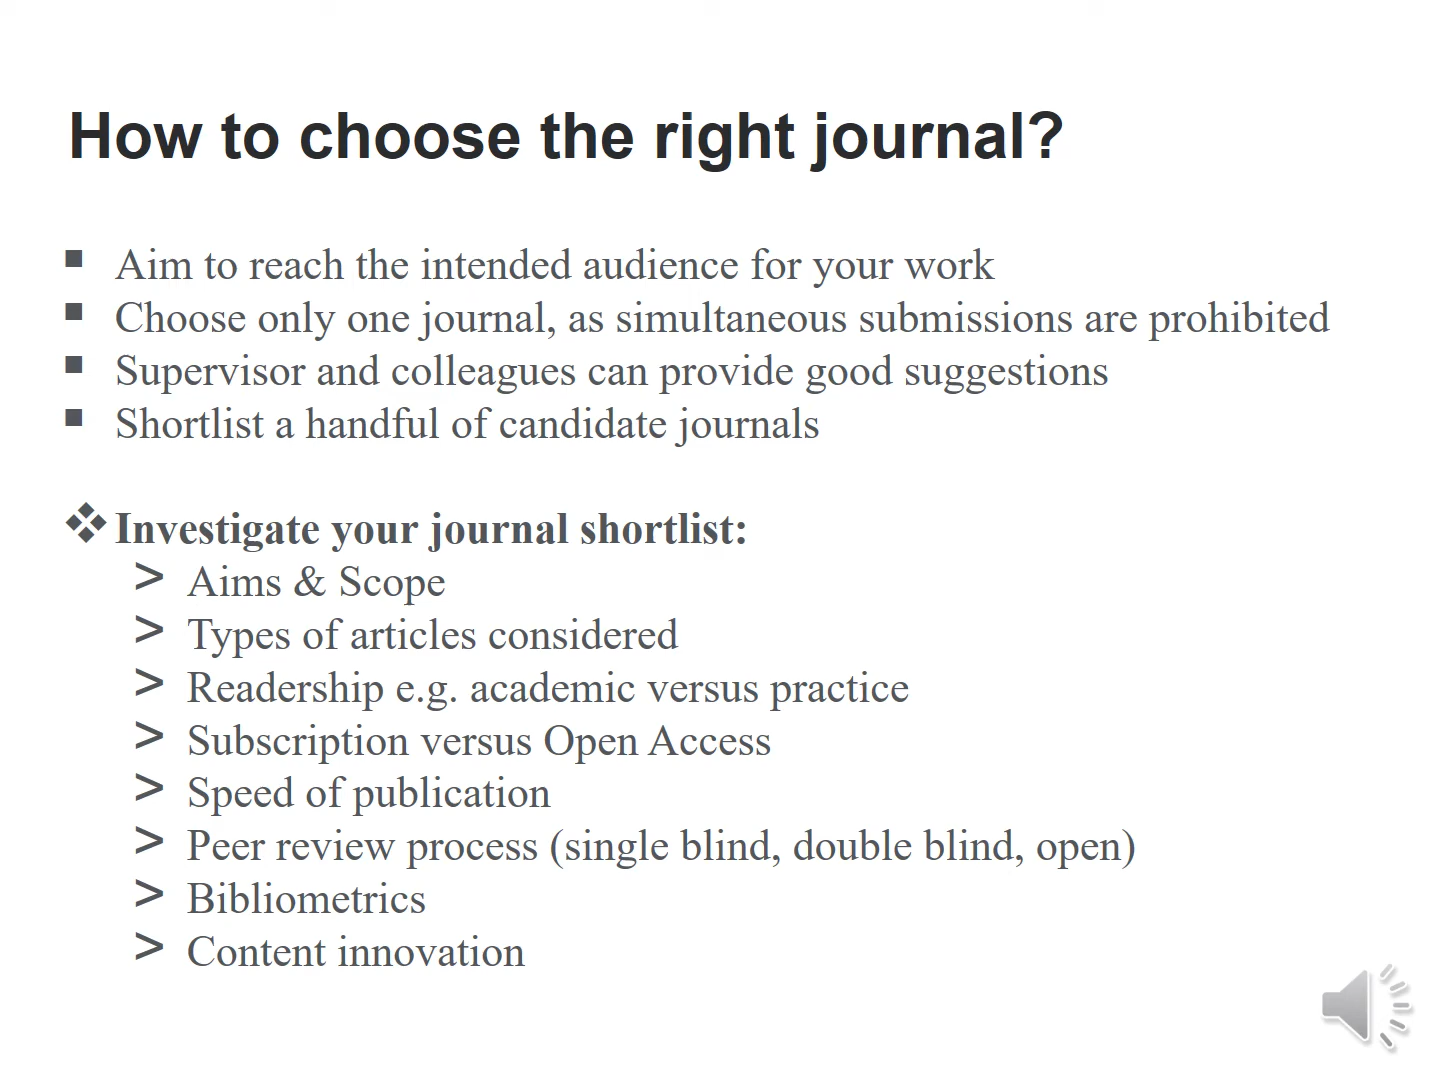 How to choose the right journal?
Aim to reach the intended audience for your work
Choose only one journal, as simultaneous submissions are prohibited
Supervisor and colleagues can provide good suggestions
Shortlist a handful of candidate journals
Investigate your journal shortlist:
> Aims & Scope
> Types of articles considered
> Readership e.g. academic versus practice
> Subscription versus Open Access
> Speed of publication
> Peer review process (single blind, double blind, open)
> Bibliometrics
> Content innovation